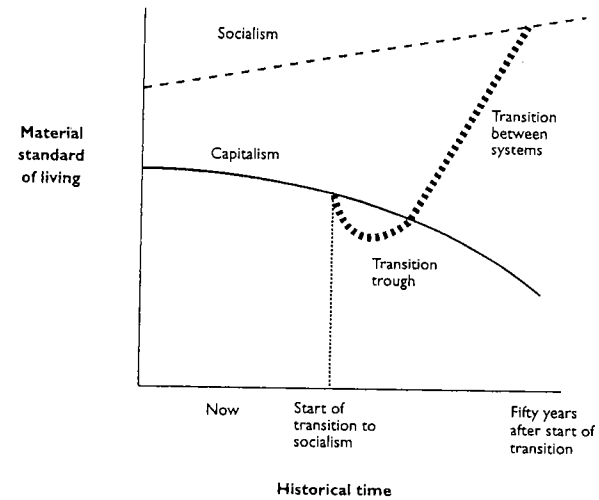 Socialism
Material
standard
of living
Capitalism
Transition
between
systems
Transition
trough
Now
Start of
transition to
socialism
Fifty years
after start of
transition
Historical time